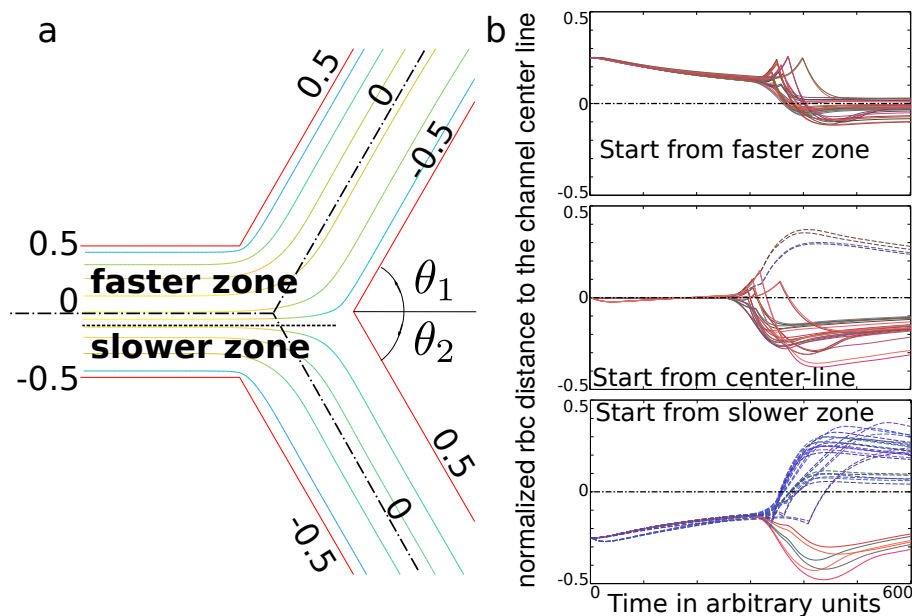 a
0.5
0
-0.5
0.5
faster zone
0
slower zone
-0.5
θ1
θ2
0.5
0
-0.5
b
normalized rbc distance to the channel center line
0.5
0
-0.5
Start from faster zone
0.5
0
-0.5
Start from center-line
0.5
0
-0.5
Start from slower zone
0
600
Time in arbitrary units